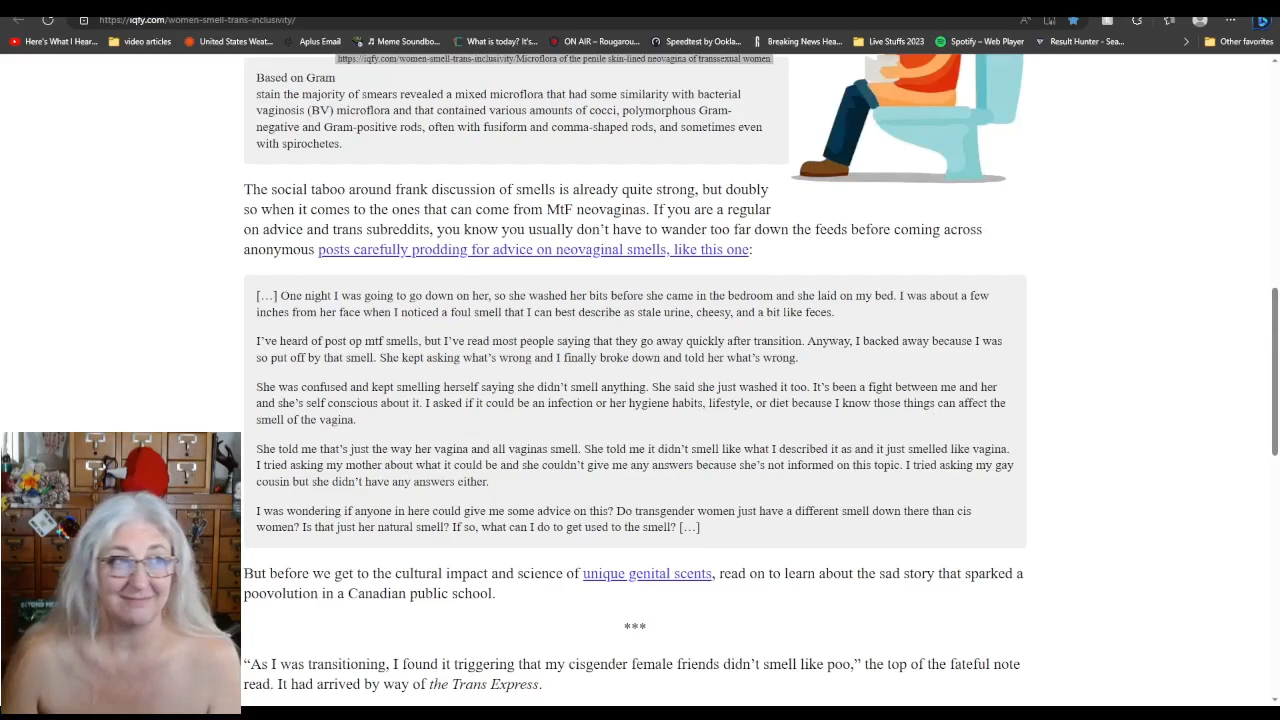 https://iqfy.com/women-smell-trans-inclusivity/
Here's What I Hear... video articles United States Weat... Aplus Email Meme Soundbo... What is today? It's... ON AIR – Rougarou... Speedtest by Ookla... Breaking News Hea... Live Stuffs 2023 Spotify – Web Player Result Hunter - Sea... Other favorites
https://iqfy.com/women-smell-trans-inclusivity/Microflora of the penile skin-lined neovagina of transsexual women
Based on Gram
stain the majority of smears revealed a mixed microflora that had some similarity with bacterial
vaginosis (BV) microflora and that contained various amounts of cocci, polymorphous Gram-
negative and Gram-positive rods, often with fusiform and comma-shaped rods, and sometimes even
with spirochetes.
The social taboo around frank discussion of smells is already quite strong, but doubly
so when it comes to the ones that can come from MtF neovaginas. If you are a regular
on advice and trans subreddits, you know you usually don't have to wander too far down the feeds before coming across
anonymous posts carefully prodding for advice on neovaginal smells, like this one:
[…] One night I was going to go down on her, so she washed her bits before she came in the bedroom and she laid on my bed. I was about a few
inches from her face when I noticed a foul smell that I can best describe as stale urine, cheesy, and a bit like feces.
I've heard of post op mtf smells, but I've read most people saying that they go away quickly after transition. Anyway, I backed away because I was
so put off by that smell. She kept asking what's wrong and I finally broke down and told her what's wrong.
She was confused and kept smelling herself saying she didn't smell anything. She said she just washed it too. It's been a fight between me and her
and she's self conscious about it. I asked if it could be an infection or her hygiene habits, lifestyle, or diet because I know those things can affect the
smell of the vagina.
She told me that's just the way her vagina and all vaginas smell. She told me it didn't smell like what I described it as and it just smelled like vagina.
I tried asking my mother about what it could be and she couldn't give me any answers because she's not informed on this topic. I tried asking my gay
cousin but she didn't have any answers either.
I was wondering if anyone in here could give me some advice on this? Do transgender women just have a different smell down there than cis
women? Is that just her natural smell? If so, what can I do to get used to the smell? […]
But before we get to the cultural impact and science of unique genital scents, read on to learn about the sad story that sparked a
poovolution in a Canadian public school.
***
“As I was transitioning, I found it triggering that my cisgender female friends didn't smell like poo,” the top of the fateful note
read. It had arrived by way of the Trans Express.